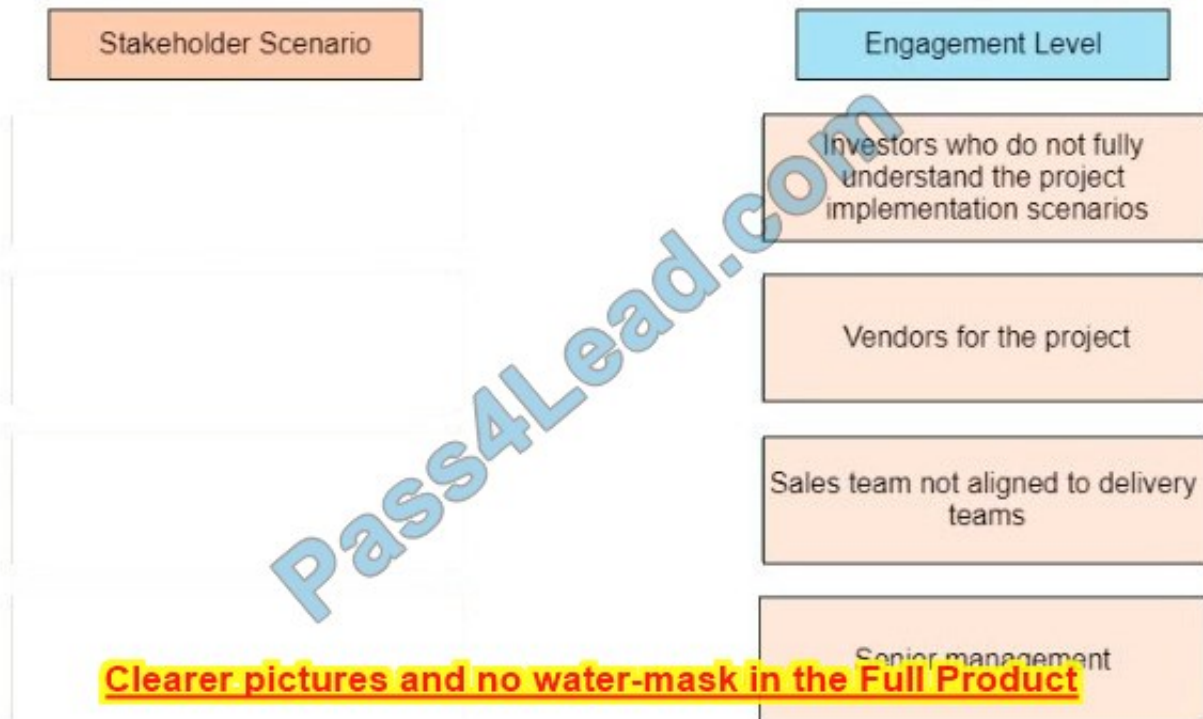 Stakeholder Scenario
Engagement Level
Investors who do not fully
understand the project
implementation scenarios
Vendors for the project
Sales team not aligned to delivery
teams
Senior management
Pass4Lead.com
Clearer pictures and no water-mask in the Full Product